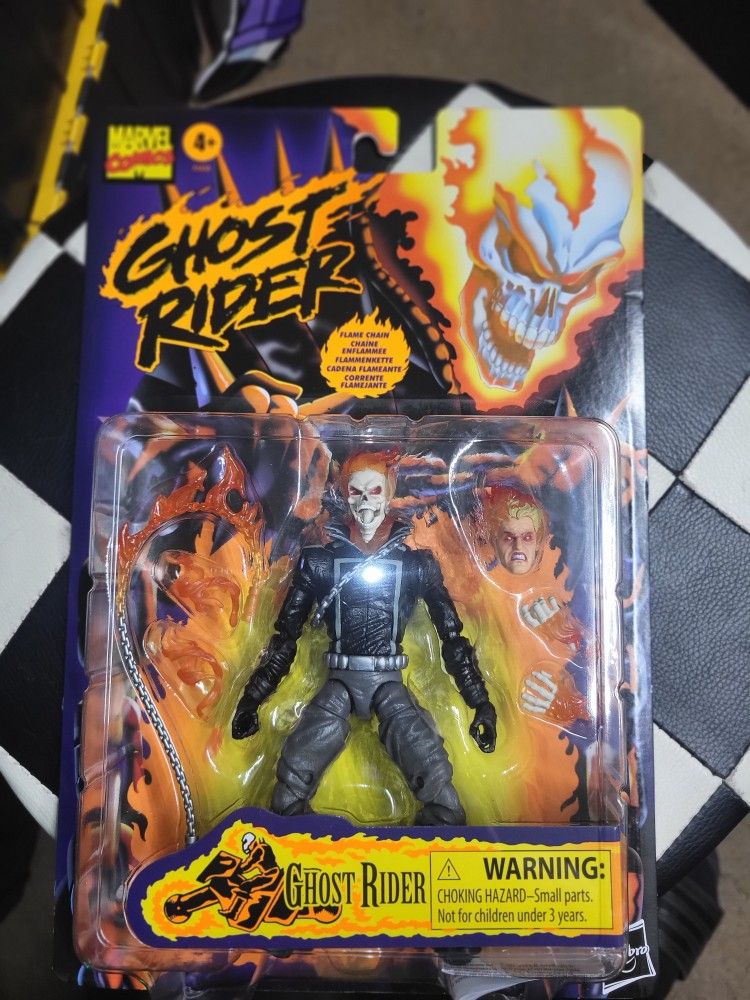 MARVEL
COMICS
4+
GHOST
RIDER
FLAME CHAIN
CHAINE
ENFLAMMEE
FLAMMENKETTE
CADENA FLAMEANTE
CORRENTE
FLAMEJANTE
GHOST RIDER
WARNING:
CHOKING HAZARD–Small parts.
Not for children under 3 years.